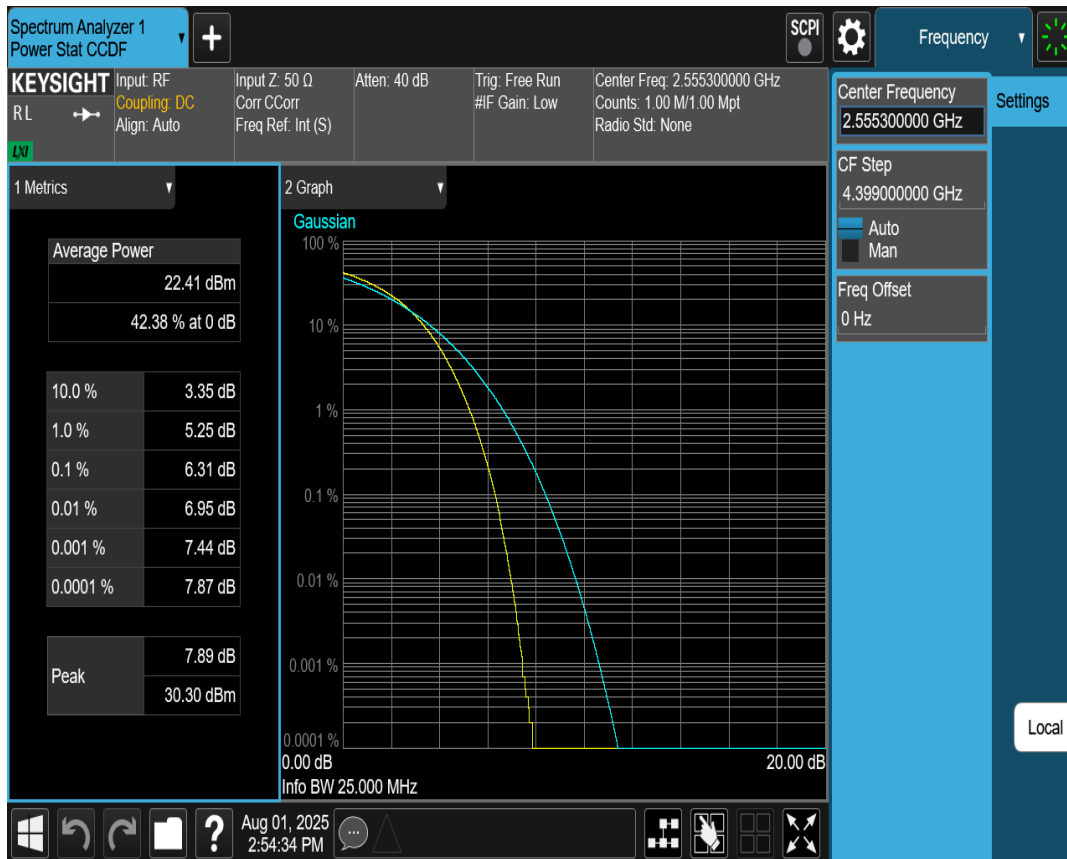 Spectrum Analyzer 1
Power Stat CCDF
+
SCPI
Frequency
KEYSIGHT
RL
LXI
Input: RF
Coupling: DC
Align: Auto
Input Z: 50 Ω
Corr CCorr
Freq Ref: Int (S)
Atten: 40 dB
Trig: Free Run
#IF Gain: Low
Center Freq: 2.555300000 GHz
Counts: 1.00 M/1.00 Mpt
Radio Std: None
Center Frequency
2.555300000 GHz
Settings
CF Step
4.399000000 GHz
Auto
Man
Freq Offset
0 Hz
1 Metrics
Average Power
22.41 dBm
42.38 % at 0 dB
10.0 % 3.35 dB
1.0 % 5.25 dB
0.1 % 6.31 dB
0.01 % 6.95 dB
0.001 % 7.44 dB
0.0001 % 7.87 dB
Peak
7.89 dB
30.30 dBm
2 Graph
Gaussian
100 %
10 %
1 %
0.1 %
0.01 %
0.001 %
0.0001 %
0.00 dB 20.00 dB
Info BW 25.000 MHz
Local
?
Aug 01, 2025
2:54:34 PM